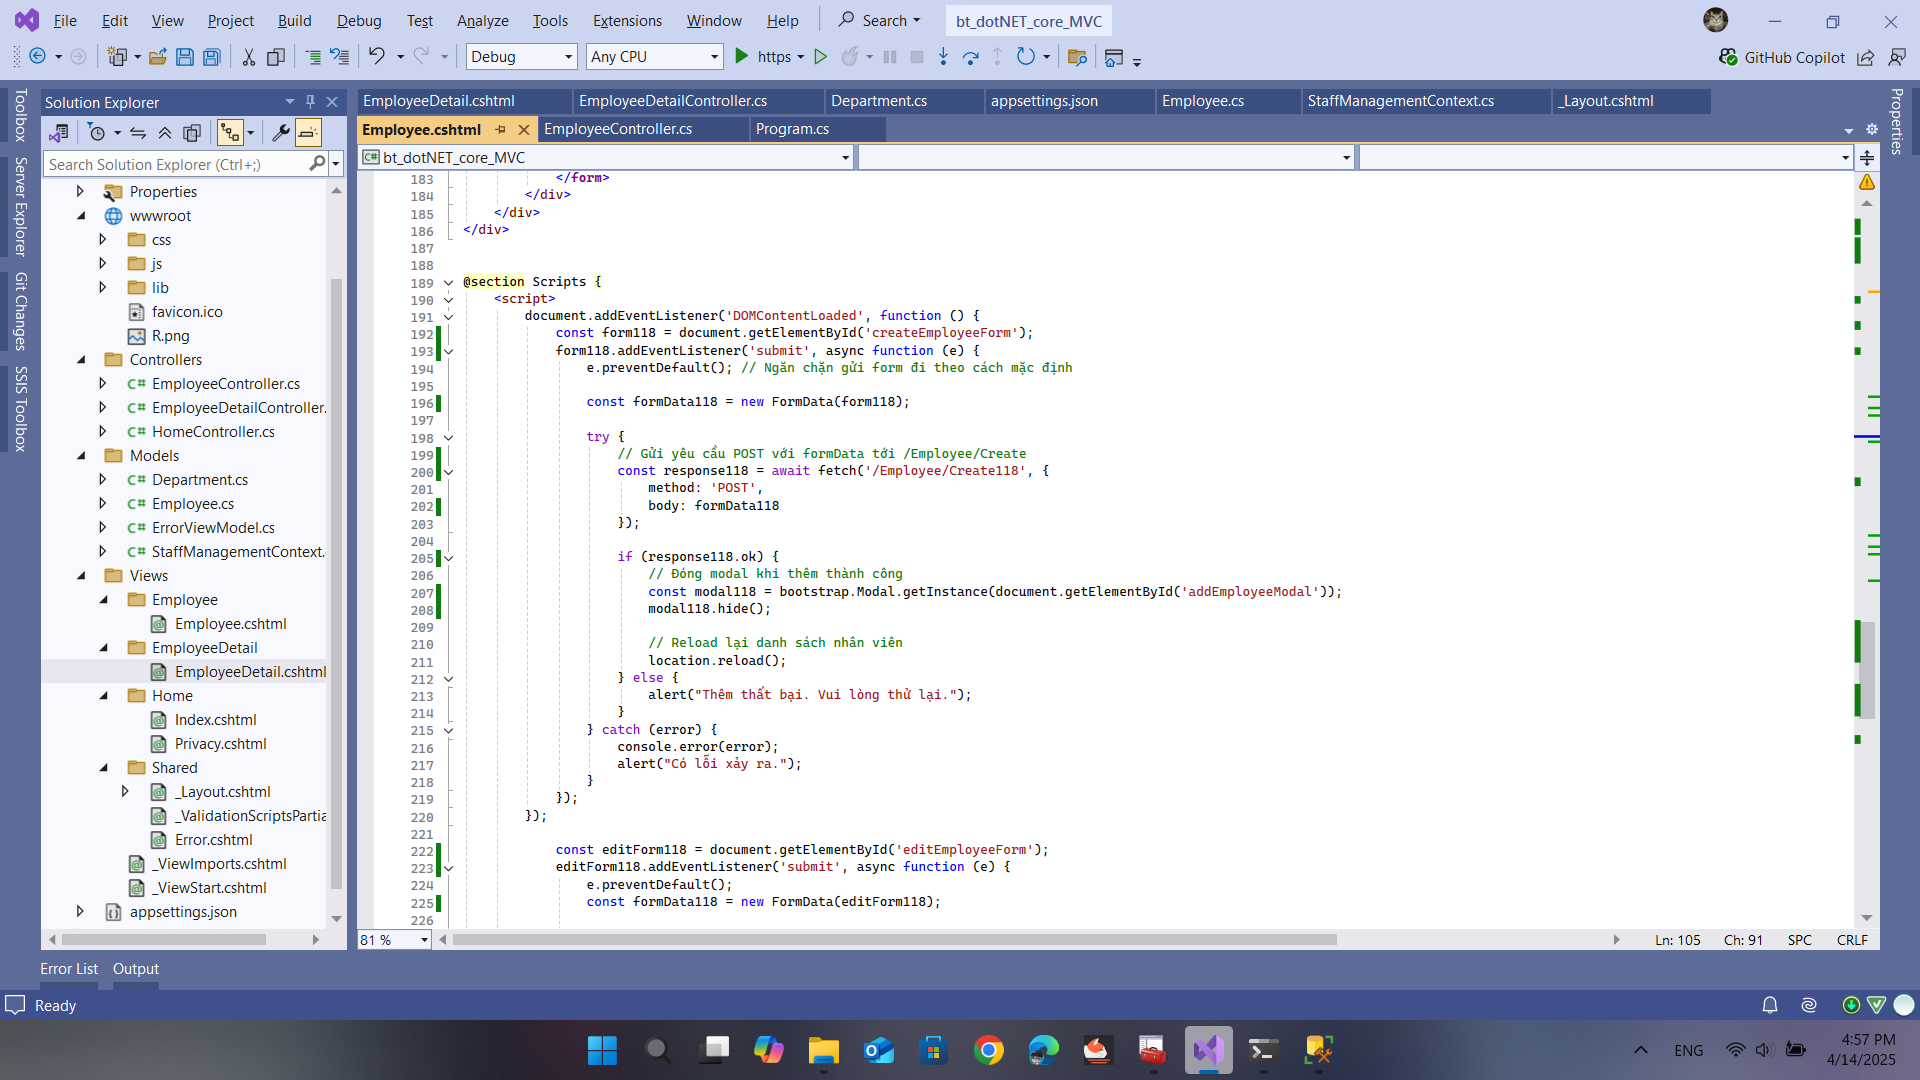 File Edit View Project Build Debug Test Analyze Tools Extensions Window Help Search bt_dotNET_core_MVC
Debug Any CPU https GitHub Copilot
Toolbox
Server Explorer
Git Changes
SSIS Toolbox
Solution Explorer
Search Solution Explorer (Ctrl+;)
Properties
wwwroot
css
js
lib
favicon.ico
R.png
Controllers
C# EmployeeController.cs
C# EmployeeDetailController.
C# HomeController.cs
Models
C# Department.cs
C# Employee.cs
C# ErrorViewModel.cs
C# StaffManagementContext.
Views
Employee
Employee.cshtml
EmployeeDetail
EmployeeDetail.cshtml
Home
Index.cshtml
Privacy.cshtml
Shared
_Layout.cshtml
_ValidationScriptsPartia
Error.cshtml
_ViewImports.cshtml
_ViewStart.cshtml
appsettings.json
EmployeeDetail.cshtml EmployeeDetailController.cs Department.cs appsettings.json Employee.cs StaffManagementContext.cs _Layout.cshtml
Employee.cshtml EmployeeController.cs Program.cs
C# bt_dotNET_core_MVC
183 </form>
184 </div>
185 </div>
186 </div>
187
188
189 @section Scripts {
190 <script>
191 document.addEventListener('DOMContentLoaded', function () {
192 const form118 = document.getElementById('createEmployeeForm');
193 form118.addEventListener('submit', async function (e) {
194 e.preventDefault(); // Ngăn chặn gửi form đi theo cách mặc định
195
196 const formData118 = new FormData(form118);
197
198 try {
199 // Gửi yêu cầu POST với formData tới /Employee/Create
200 const response118 = await fetch('/Employee/Create118', {
201 method: 'POST',
202 body: formData118
203 });
204
205 if (response118.ok) {
206 // Đóng modal khi thêm thành công
207 const modal118 = bootstrap.Modal.getInstance(document.getElementById('addEmployeeModal'));
208 modal118.hide();
209
210 // Reload lại danh sách nhân viên
211 location.reload();
212 } else {
213 alert("Thêm thất bại. Vui lòng thử lại.");
214 }
215 } catch (error) {
216 console.error(error);
217 alert("Có lỗi xảy ra.");
218 }
219 });
220 });
221
222 const editForm118 = document.getElementById('editEmployeeForm');
223 editForm118.addEventListener('submit', async function (e) {
224 e.preventDefault();
225 const formData118 = new FormData(editForm118);
226
81 % Ln: 105 Ch: 91 SPC CRLF
Properties
Error List Output
Ready
ENG
4:57 PM
4/14/2025